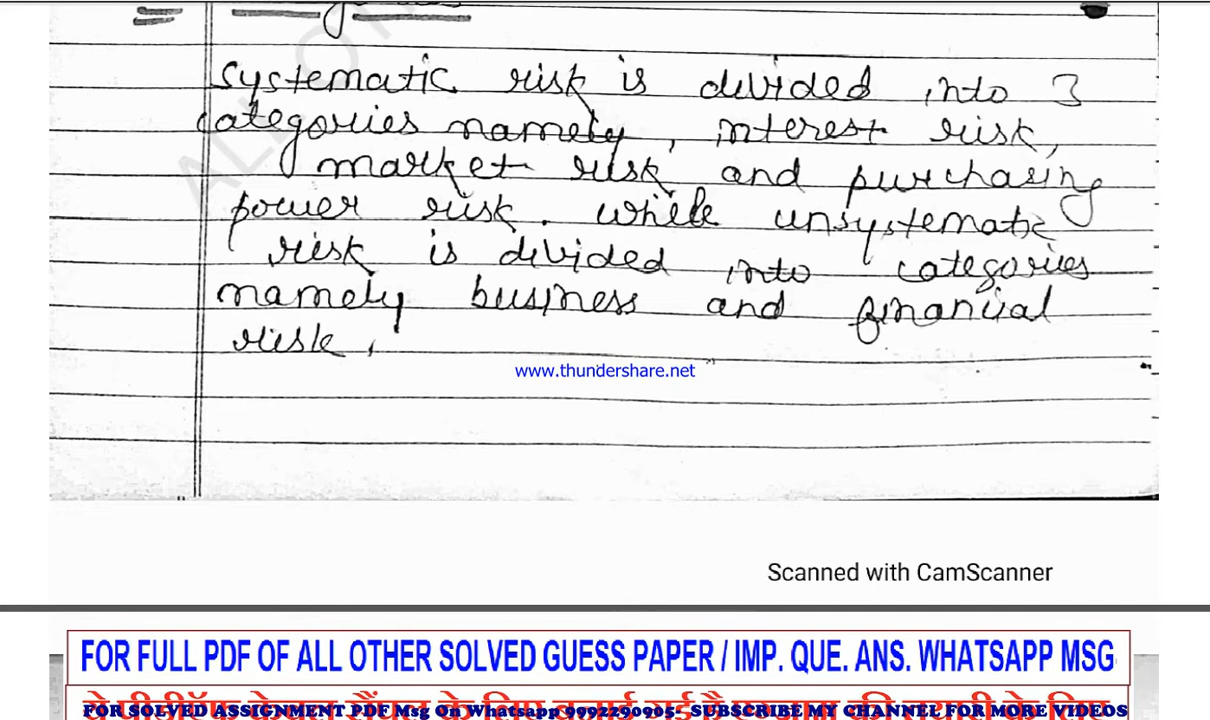 systematic risk is divided into 3
categories namely, interest risk,
market risk and purchasing
power risk. while unsystematic
risk is divided into categories
namely business and financial
risk,
www.thundershare.net
Scanned with CamScanner
FOR FULL PDF OF ALL OTHER SOLVED GUESS PAPER / IMP. QUE. ANS. WHATSAPP MSG
FOR SOLVED ASSIGNMENT PDF Msg On Whatsapp 9992290905- SUBSCRIBE MY CHANNEL FOR MORE VIDEOS